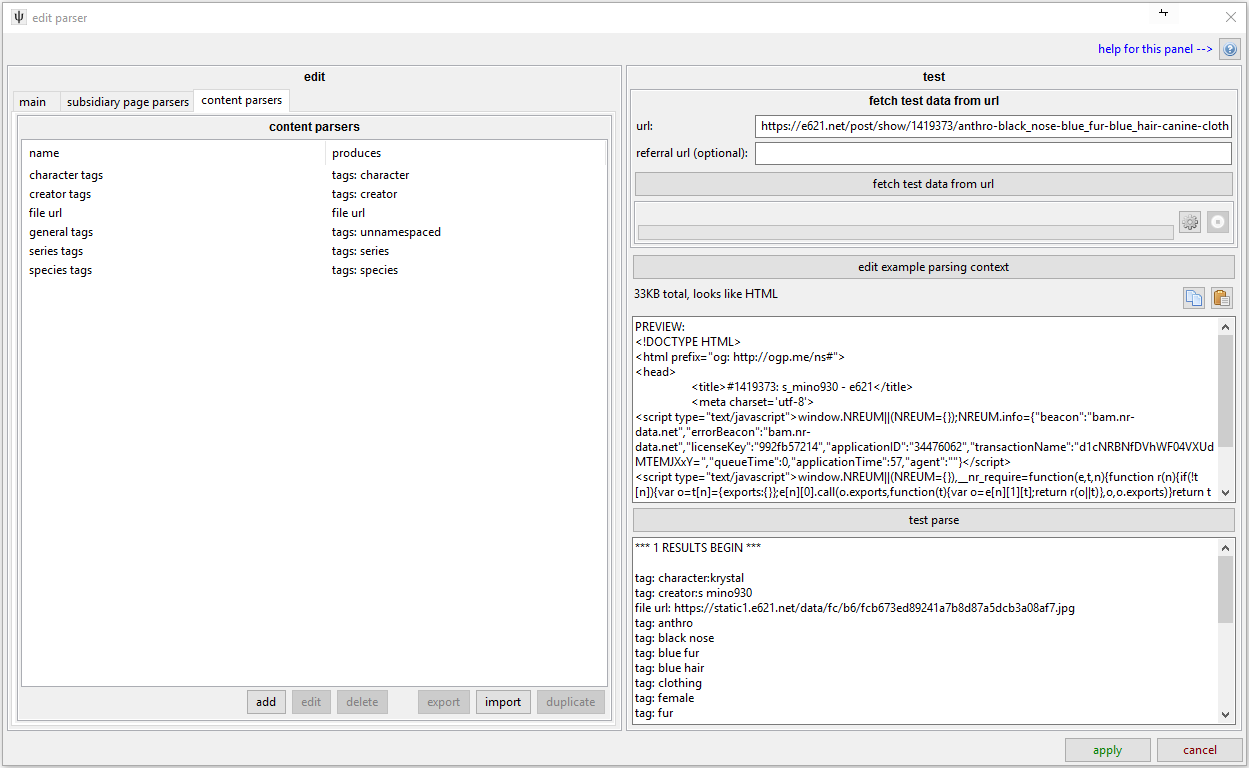 edit parser
help for this panel -->
edit
main subsidiary page parsers content parsers
content parsers
name produces
character tags tags: character
creator tags tags: creator
file url file url
general tags tags: unnamespaced
series tags tags: series
species tags tags: species
add edit delete export import duplicate
test
fetch test data from url
url: https://e621.net/post/show/1419373/anthro-black_nose-blue_fur-blue_hair-canine-cloth
referral url (optional):
fetch test data from url
edit example parsing context
33KB total, looks like HTML
PREVIEW:
<!DOCTYPE HTML>
<html prefix="og: http://ogp.me/ns#">
<head>
<title>#1419373: s_mino930 - e621</title>
<meta charset='utf-8'>
<script type="text/javascript">window.NREUM||(NREUM={});NREUM.info={"beacon":"bam.nr-
data.net","errorBeacon":"bam.nr-
data.net","licenseKey":"992fb57214","applicationID":"34476062","transactionName":"d1cNRBNfDVhWF04VXUd
MTEMJXxY=","queueTime":0,"applicationTime":57,"agent":""}</script>
<script type="text/javascript">window.NREUM||(NREUM={}),__nr_require=function(e,t,n){function r(n){if(!t
[n]){var o=t[n]={exports:{}};e[n][0].call(o.exports,function(t){var o=e[n][1][t];return r(o||t)},o,o.exports)}return t
test parse
*** 1 RESULTS BEGIN ***
tag: character:krystal
tag: creator:s mino930
file url: https://static1.e621.net/data/fc/b6/fcb673ed89241a7b8d87a5dcb3a08af7.jpg
tag: anthro
tag: black nose
tag: blue fur
tag: blue hair
tag: clothing
tag: female
tag: fur
apply cancel